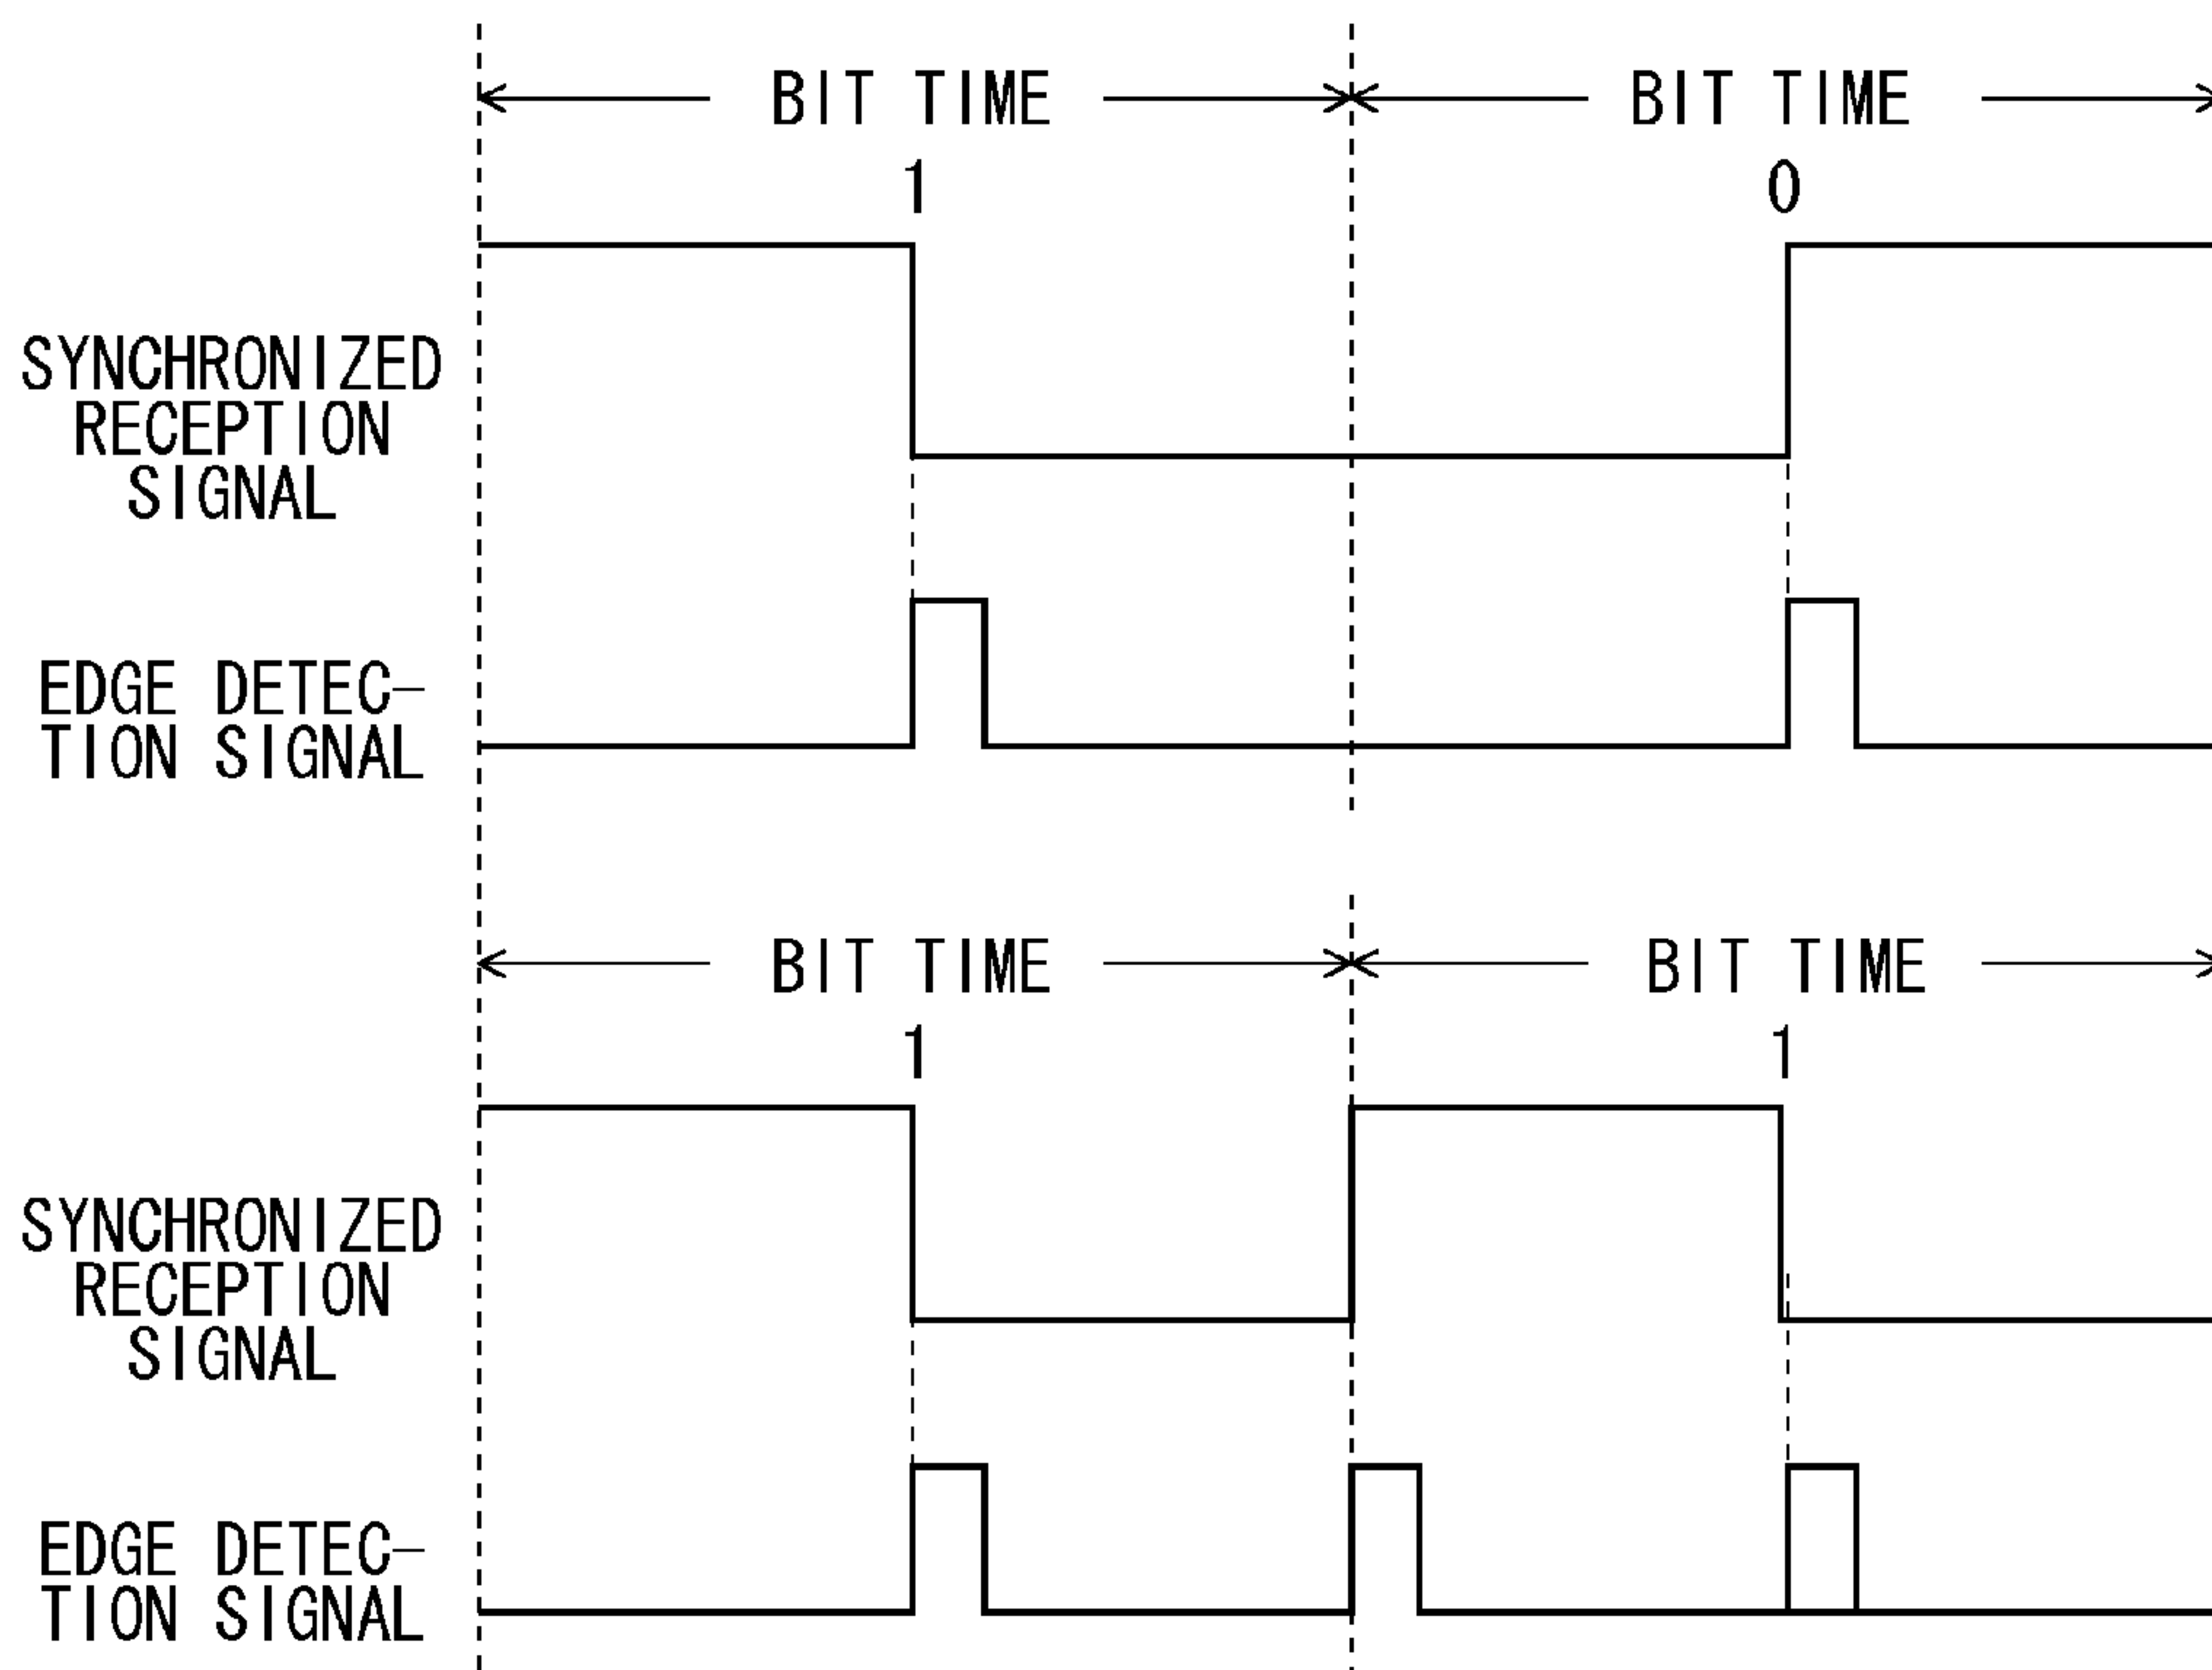 BIT TIME BIT TIME
1 0
SYNCHRONIZED
RECEPTION
SIGNAL
EDGE DETEC-
TION SIGNAL
BIT TIME BIT TIME
1 1
SYNCHRONIZED
RECEPTION
SIGNAL
EDGE DETEC-
TION SIGNAL